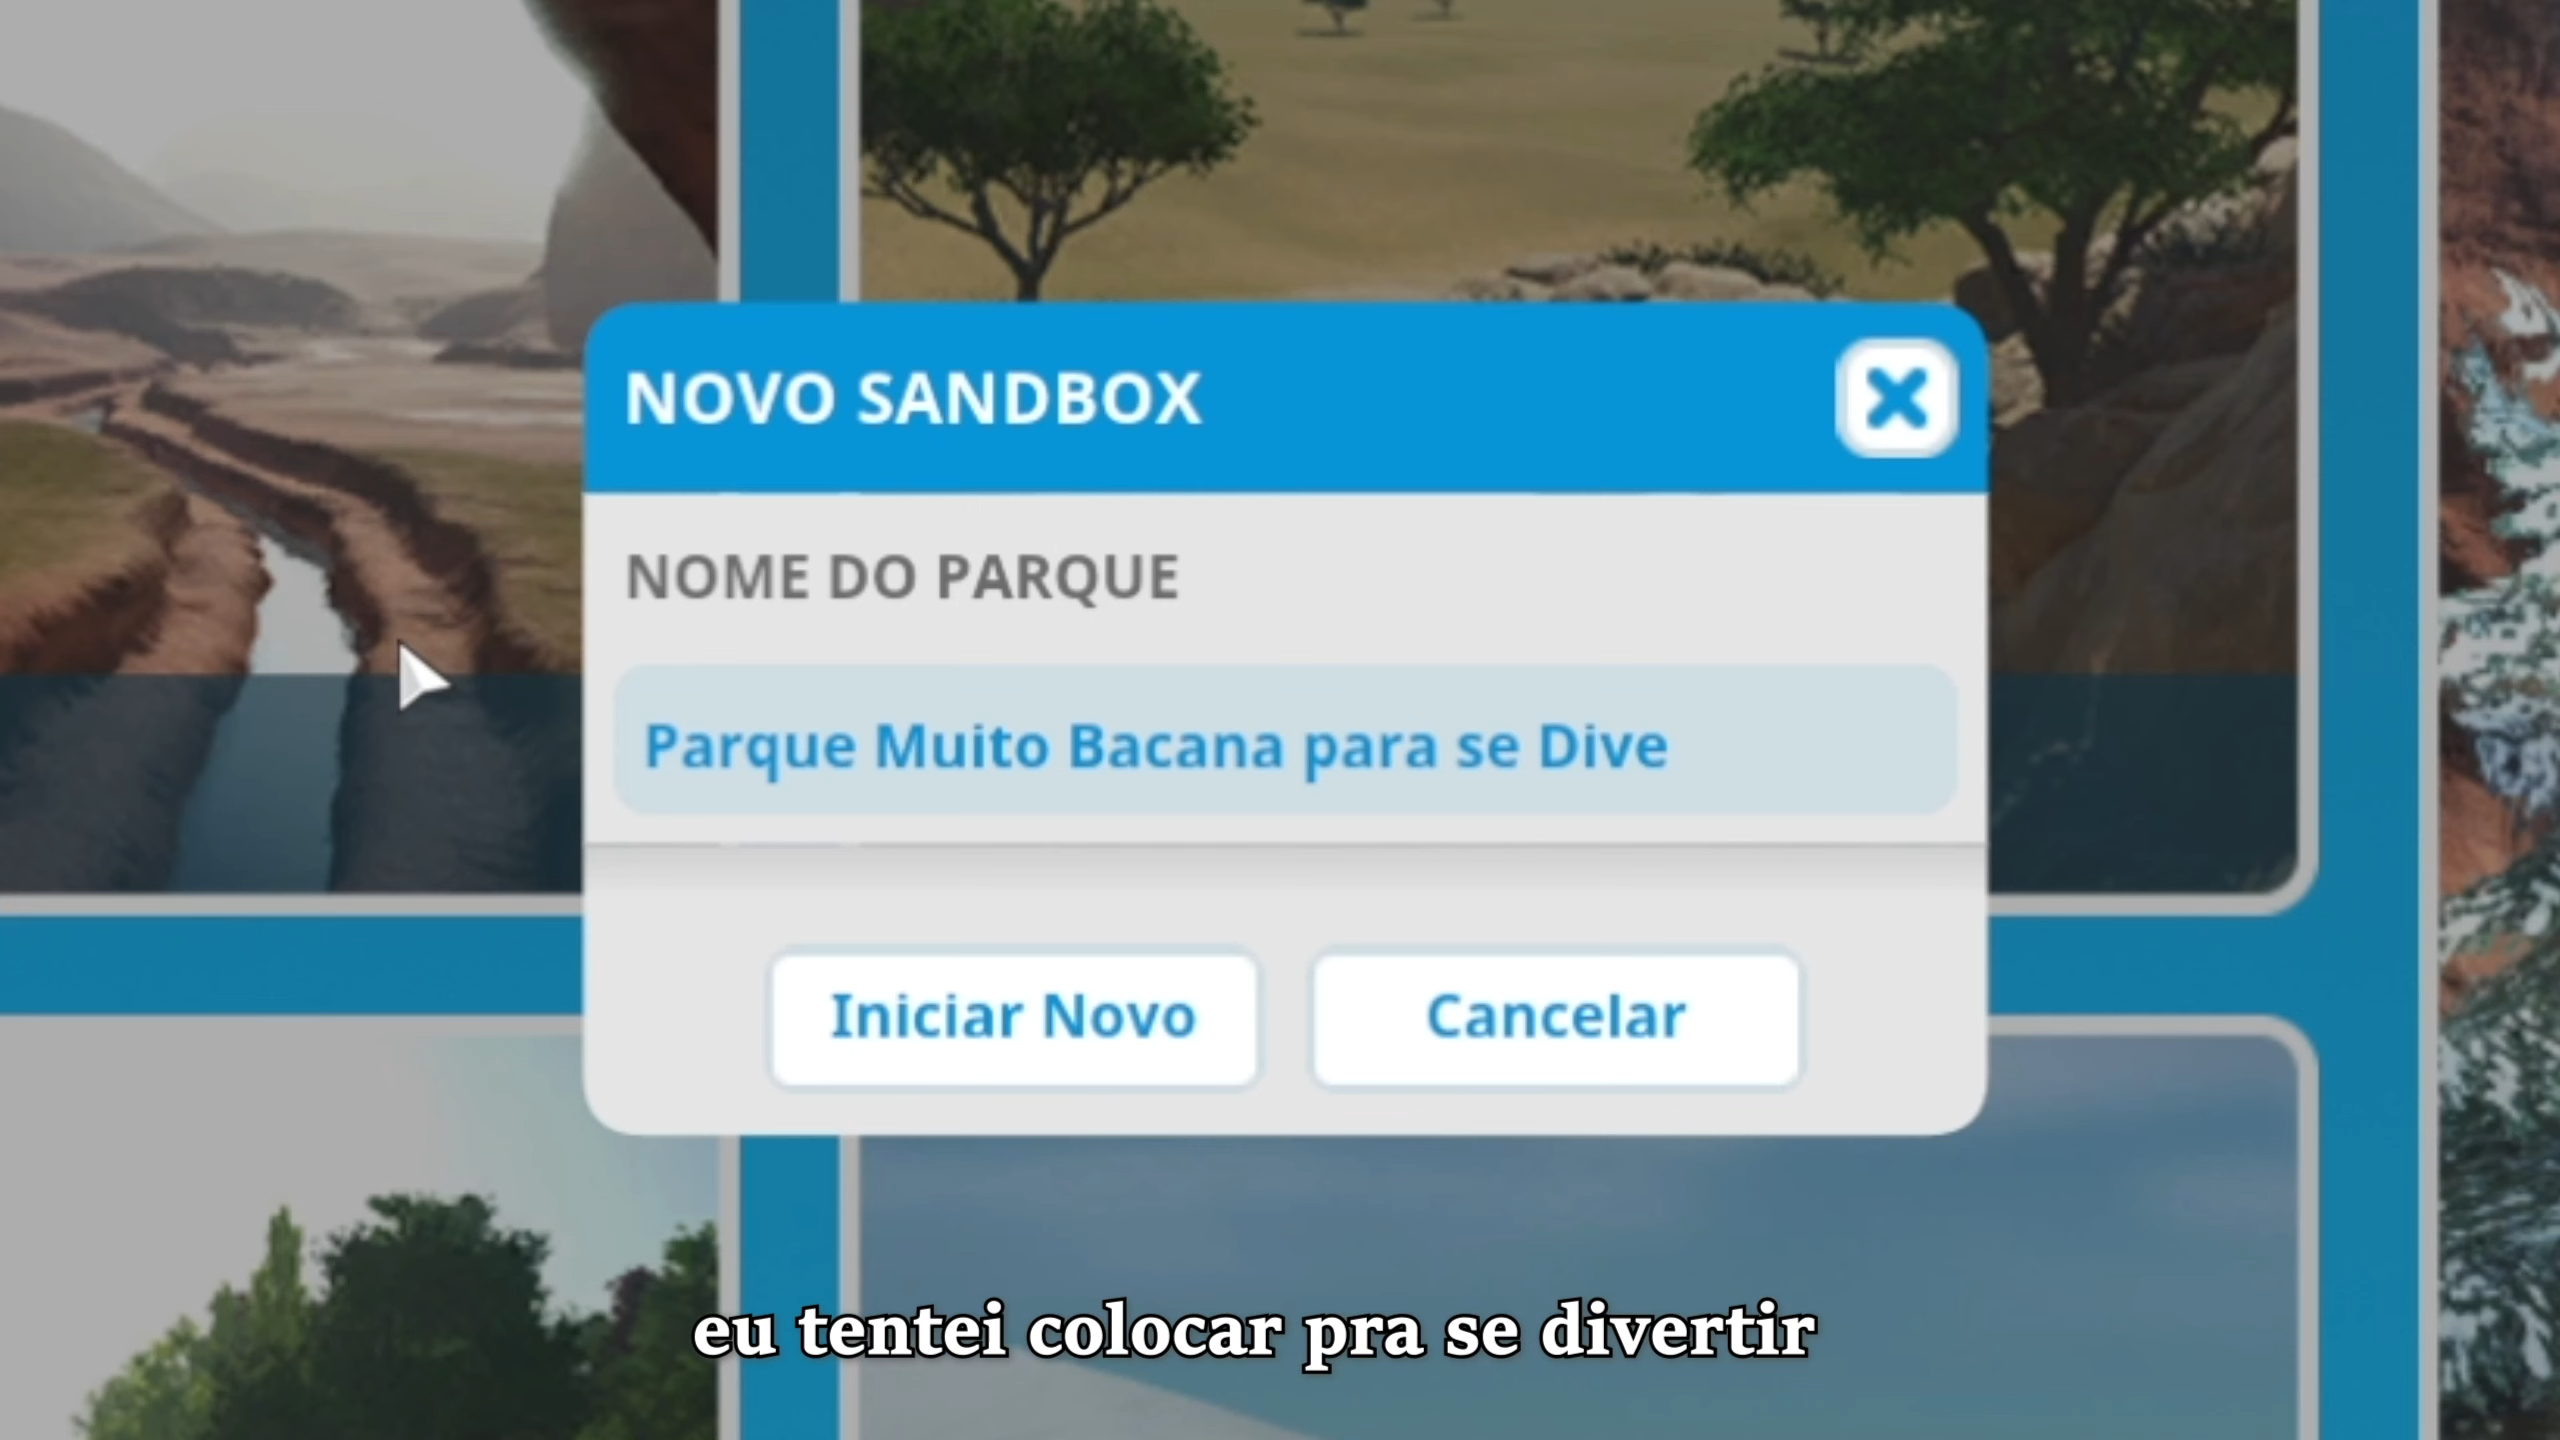 NOVO SANDBOX
NOME DO PARQUE
Parque Muito Bacana para se Dive
Iniciar Novo
Cancelar
eu tentei colocar pra se divertir